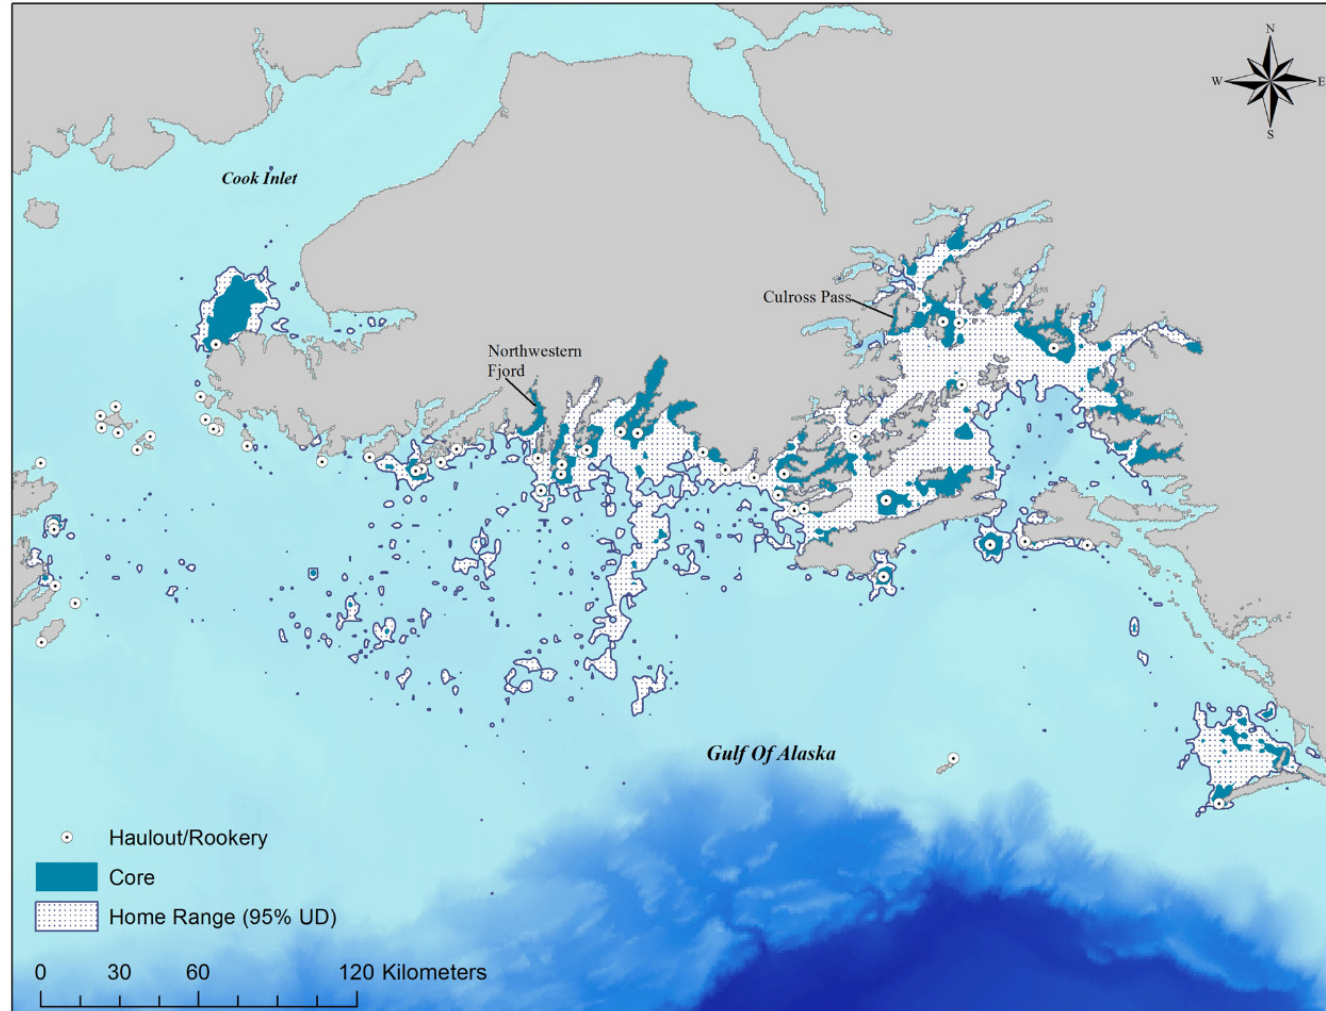 N
W E
S
Cook Inlet
Culross Pass
Northwestern
Fjord
Gulf Of Alaska
Haulout/Rookery
Core
Home Range (95% UD)
0 30 60 120 Kilometers